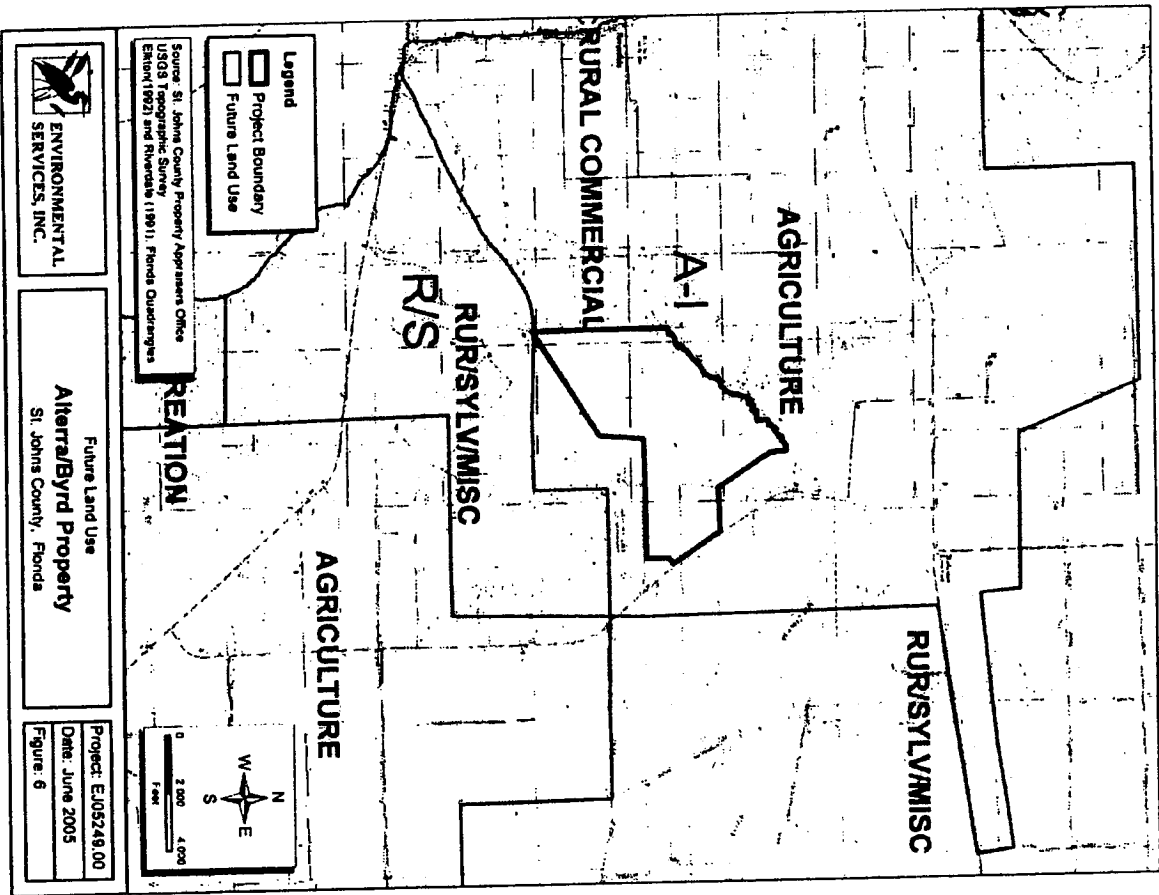 RURAL COMMERCIAL
AGRICULTURE
A-I
RUR/SYLV/MISC
RUR/SYLV/MISC
R/S
AGRICULTURE
REATION
Legend
Project Boundary
Future Land Use
Source: St. Johns County Property Appraisers Office
USGS Topographic Survey
Elkton(1992) and Riverdale (1991), Florida Quadrangles
N
W
E
S
0 2 000 4.000
Feet
ENVIRONMENTAL
SERVICES, INC.
Future Land Use
Alterra/Byrd Property
St. Johns County, Florida
Project: EJ05249.00
Date: June 2005
Figure: 6